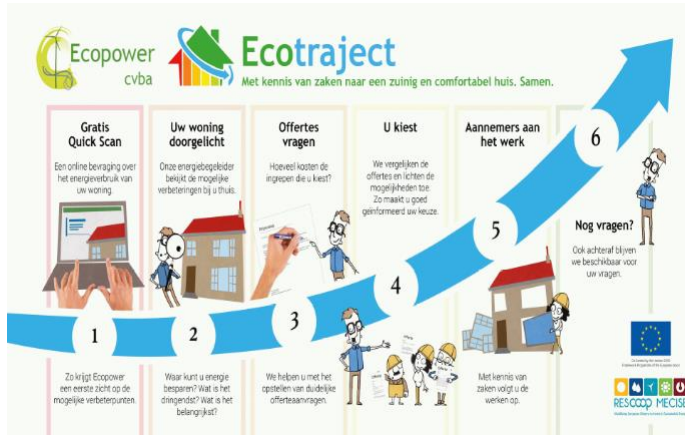 Ecopower
cvba
Ecotraject
Met kennis van zaken naar een zuinig en comfortabel huis. Samen.
Gratis
Quick Scan
Een online bevraging over
het energieverbruik van
uw woning.
1
Zo krijgt Ecopower
een eerste zicht op de
mogelijke verbeterpunten.
Uw woning
doorgelicht
Onze energiebegeleider
bekijkt de mogelijke
verbeteringen bij u thuis.
2
Waar kunt u energie
besparen? Wat is het
dringendst? Wat is het
belangrijkst?
Offertes
vragen
Hoeveel kosten de
ingrepen die u kiest?
3
We helpen u met het
opstellen van duidelijke
offerteaanvragen.
U kiest
We vergelijken de
offertes en lichten de
mogelijkheden toe.
Zo maakt u goed
geïnformeerd uw keuze.
4
Aannemers aan
het werk
5
Met kennis van
zaken volgt u de
werken op.
6
Nog vragen?
Ook achteraf blijven
we beschikbaar voor
uw vragen.
RESCOOP MECISE